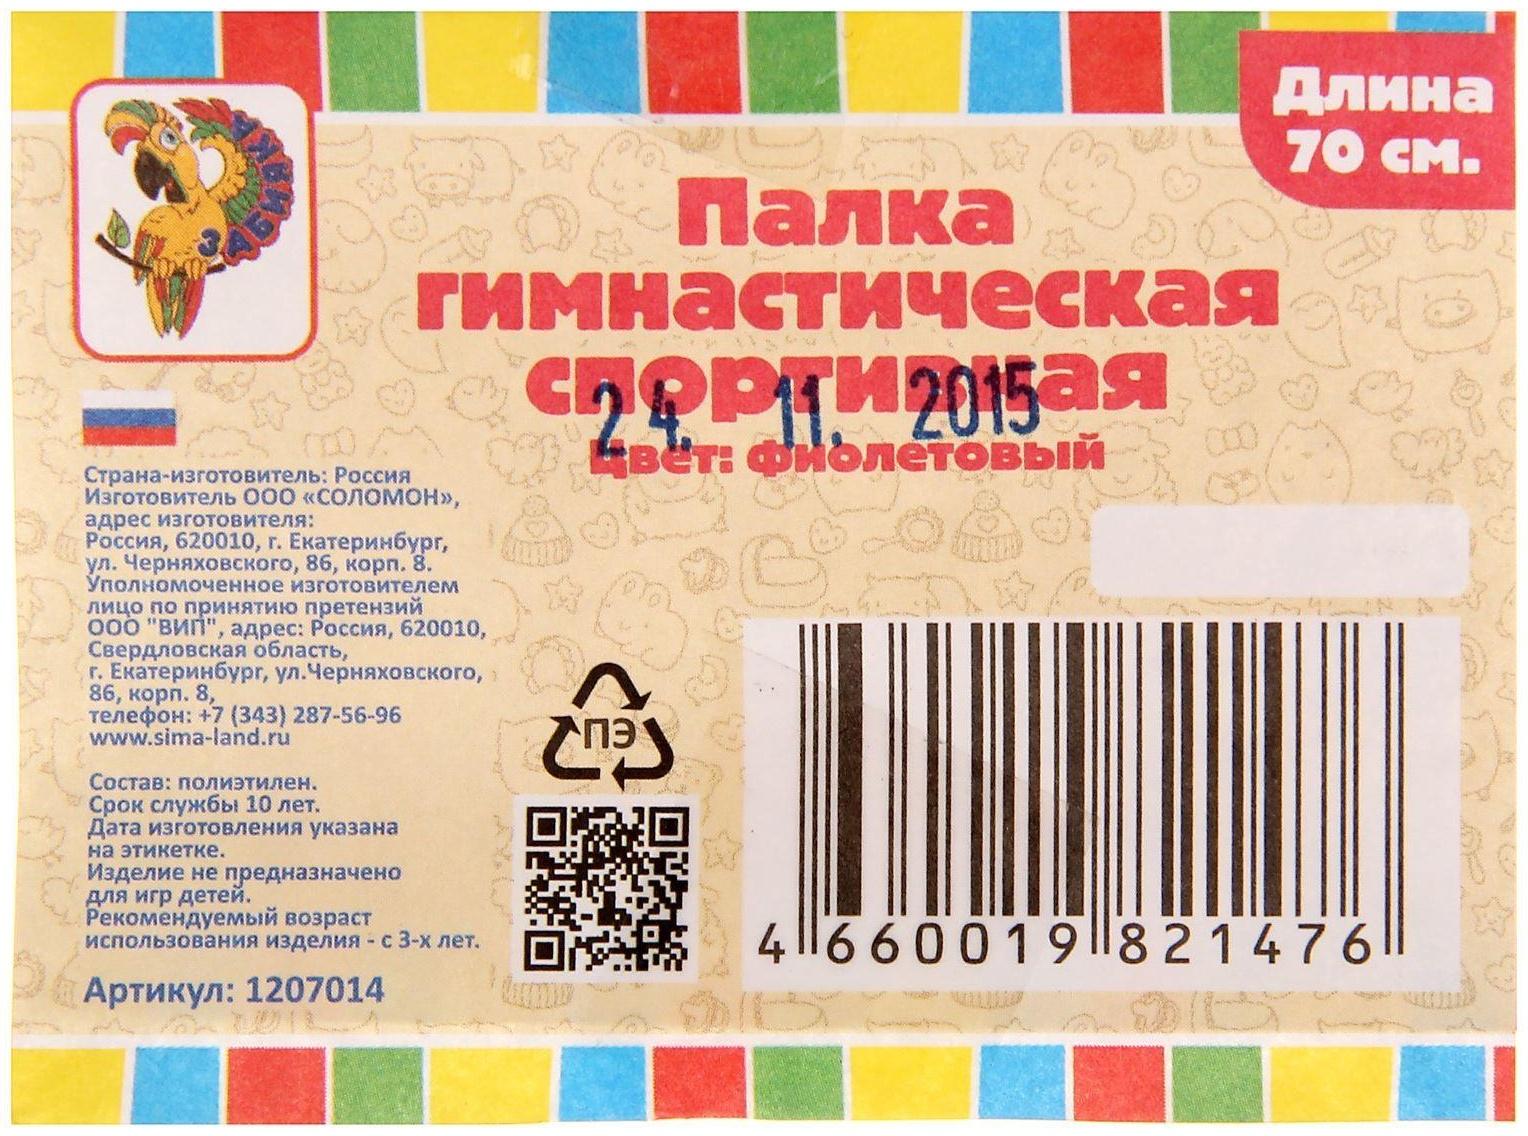 Длина
70 см.
ЗАБИЯКА
Палка
гимнастическая
спортивная
24. 11. 2015
Цвет: фиолетовый
Страна-изготовитель: Россия
Изготовитель ООО «СОЛОМОН»,
адрес изготовителя:
Россия, 620010, г. Екатеринбург,
ул. Черняховского, 86, корп. 8.
Уполномоченное изготовителем
лицо по принятию претензий
ООО "ВИП", адрес: Россия, 620010,
Свердловская область,
г. Екатеринбург, ул.Черняховского,
86, корп. 8,
телефон: +7 (343) 287-56-96
www.sima-land.ru
Состав: полиэтилен.
Срок службы 10 лет.
Дата изготовления указана
на этикетке.
Изделие не предназначено
для игр детей.
Рекомендуемый возраст
использования изделия - с 3-х лет.
Артикул: 1207014
ПЭ
4 660019 821476